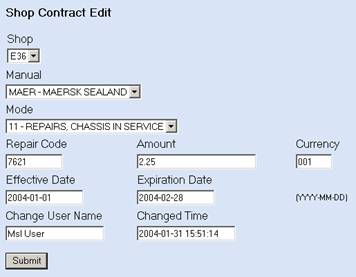 Shop Contract Edit
Shop
E36
Manual
MAER - MAERSK SEALAND
Mode
11 - REPAIRS, CHASSIS IN SERVICE
Repair Code Amount Currency
7621 2.25 001
Effective Date Expiration Date
2004-01-01 2004-02-28 (YYYY-MM-DD)
Change User Name Changed Time
Msl User 2004-01-31 15:51:14
Submit